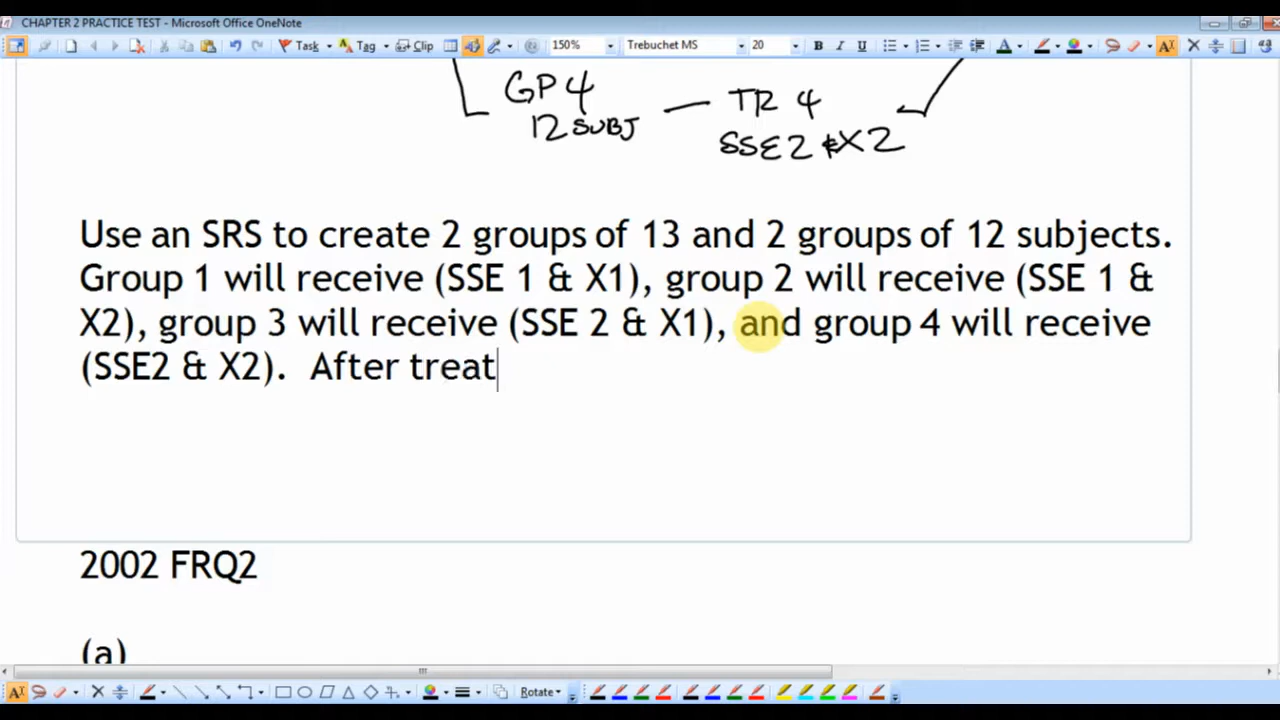 CHAPTER 2 PRACTICE TEST - Microsoft Office OneNote
Task Tag Clip 150% Trebuchet MS 20 B I U A
GP 4 — TR 4
12 SUBJ SSE 2 & X2
Use an SRS to create 2 groups of 13 and 2 groups of 12 subjects.
Group 1 will receive (SSE 1 & X1), group 2 will receive (SSE 1 &
X2), group 3 will receive (SSE 2 & X1), and group 4 will receive
(SSE2 & X2). After treat
2002 FRQ2
(a)
Rotate